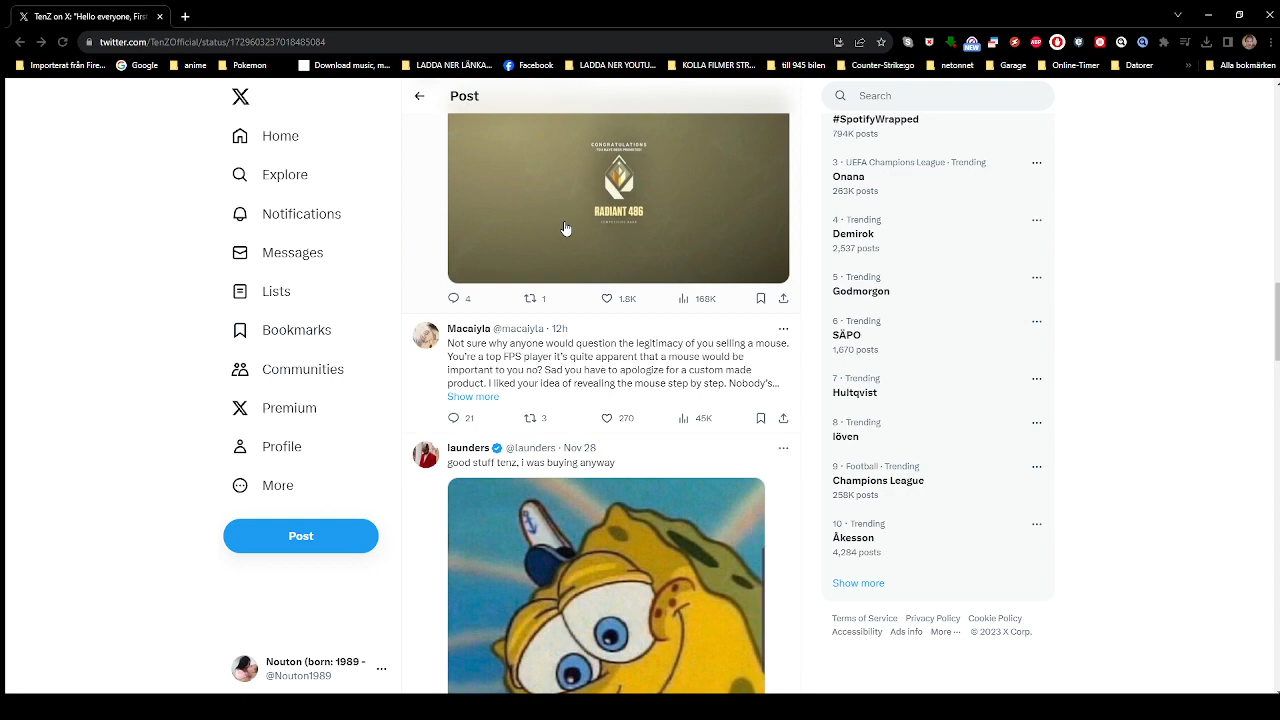 TenZ on X: "Hello everyone, Firs
twitter.com/TenZOfficial/status/1729603237018485084
NEW
ABP
Importerat från Fire...
Google
anime
Pokemon
Download music, m...
LADDA NER LÄNKA...
Facebook
LADDA NER YOUTU...
KOLLA FILMER STR...
till 945 bilen
Counter-Strikego
netonnet
Garage
Online-Timer
Datorer
»
Alla bokmärken
Home
Explore
Notifications
Messages
Lists
Bookmarks
Communities
Premium
Profile
More
Post
Nouton (born: 1989 -
@Nouton1989
Post
CONGRATULATIONS
YOU HAVE BEEN PROMOTED!
RADIANT 486
4 1 1.8K 168K
Macaiyla @macaiyla · 12h
Not sure why anyone would question the legitimacy of you selling a mouse.
You're a top FPS player it's quite apparent that a mouse would be
important to you no? Sad you have to apologize for a custom made
product. I liked your idea of revealing the mouse step by step. Nobody's...
Show more
21 3 270 45K
launders @launders · Nov 28
good stuff tenz, i was buying anyway
Search
#SpotifyWrapped
794K posts
3 · UEFA Champions League · Trending
Onana
263K posts
4 · Trending
Demirok
2,537 posts
5 · Trending
Godmorgon
6 · Trending
SÄPO
1,670 posts
7 · Trending
Hultqvist
8 · Trending
löven
9 · Football · Trending
Champions League
258K posts
10 · Trending
Åkesson
4,284 posts
Show more
Terms of Service Privacy Policy Cookie Policy
Accessibility Ads info More ··· © 2023 X Corp.